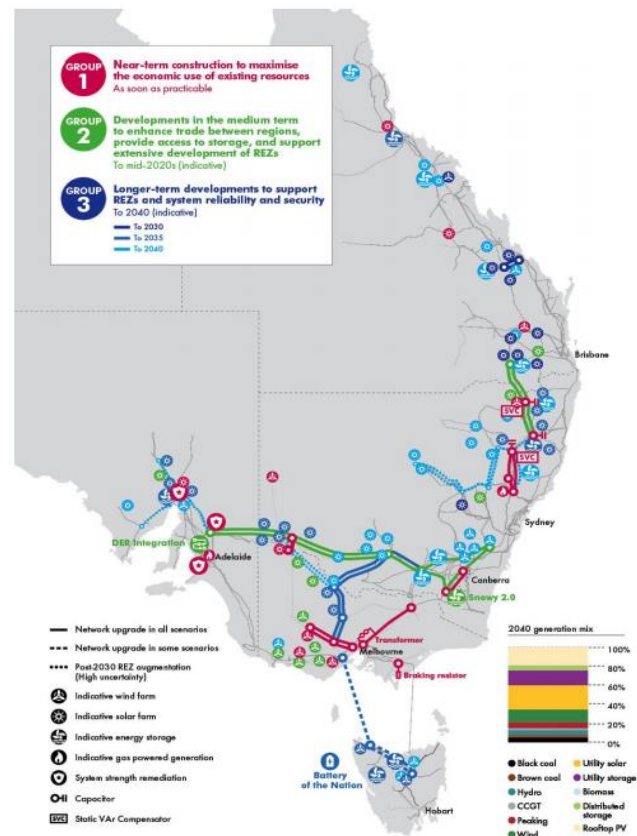 GROUP
1
Near-term construction to maximise
the economic use of existing resources
As soon as practicable
GROUP
2
Developments in the medium term
to enhance trade between regions,
provide access to storage, and support
extensive development of REZs
To mid-2020s (indicative)
GROUP
3
Longer-term developments to support
REZs and system reliability and security
To 2040 (indicative)
To 2030
To 2035
To 2040
Brisbane
SVC
SVC
Sydney
DER Integration
Adelaide
Canberra
Snowy 2.0
Transformer
Melbourne
Braking resister
Battery
of the Nation
Hobart
Network upgrade in all scenarios
Network upgrade in some scenarios
Post-2030 REZ augmentation
(High uncertainty)
Indicative wind farm
Indicative solar farm
Indicative energy storage
Indicative gas powered generation
System strength remediation
Capacitor
SVC Static VAr Compensator
2040 generation mix
100%
80%
60%
40%
20%
0%
Black coal
Brown coal
Hydro
CCGT
Peaking
Wind
Utility solar
Utility storage
Biomass
Distributed
storage
Rooftop PV